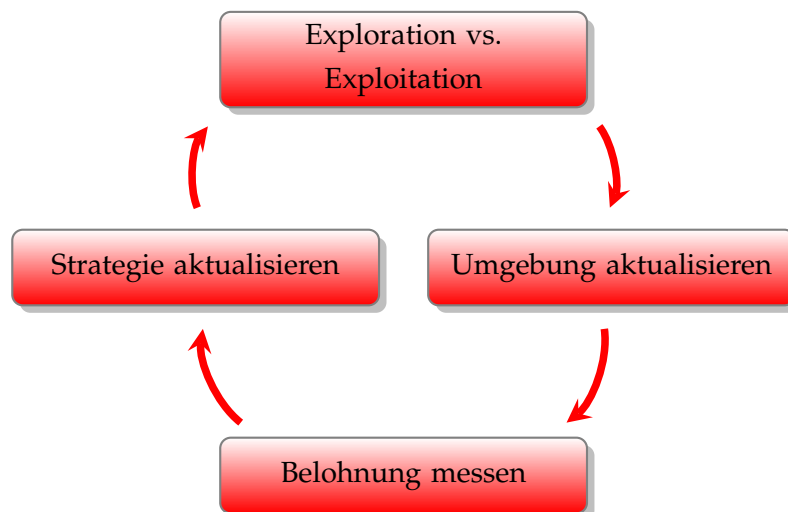 Exploration vs.
Exploitation
Strategie aktualisieren
Umgebung aktualisieren
Belohnung messen